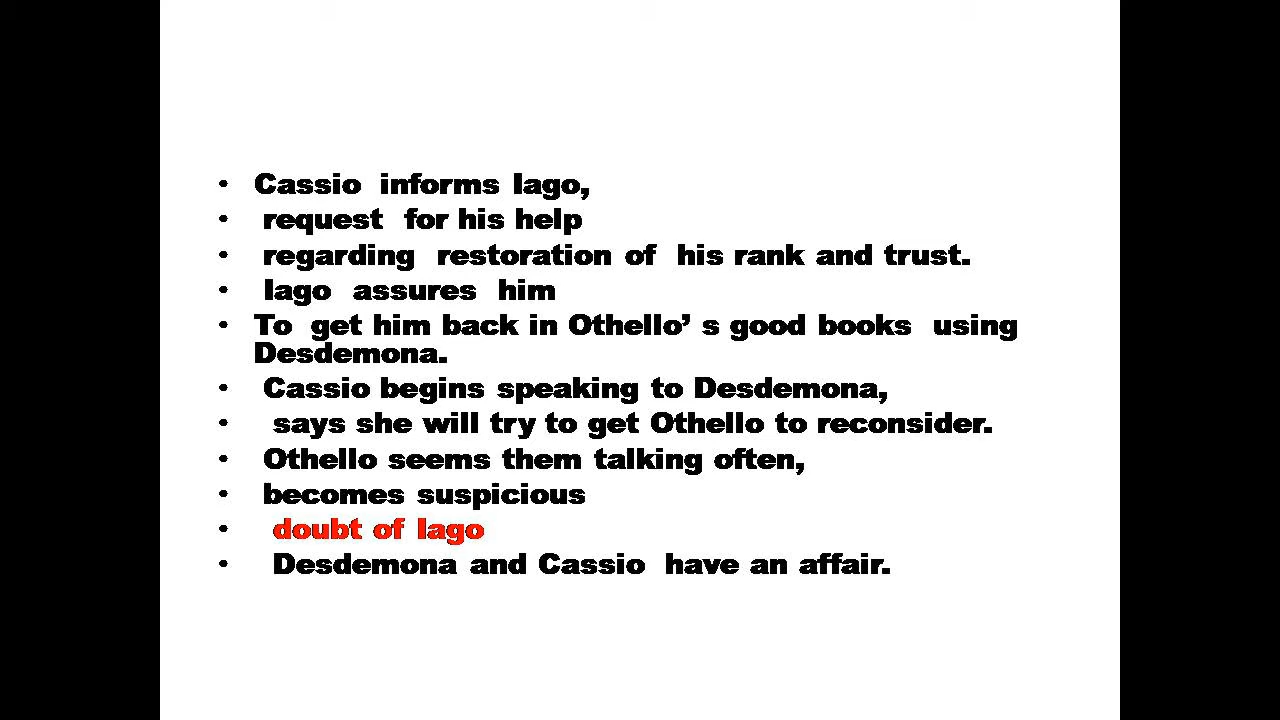 • Cassio informs Iago,
• request for his help
• regarding restoration of his rank and trust.
• Iago assures him
• To get him back in Othello’ s good books using
Desdemona.
• Cassio begins speaking to Desdemona,
• says she will try to get Othello to reconsider.
• Othello seems them talking often,
• becomes suspicious
• doubt of Iago
• Desdemona and Cassio have an affair.